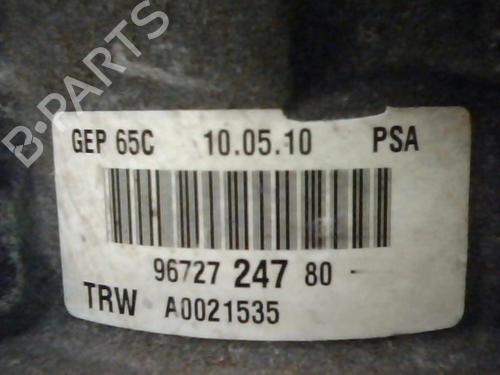 B-PARTS
GEP 65C 10.05.10 PSA
96727 247 80 -
TRW A0021535